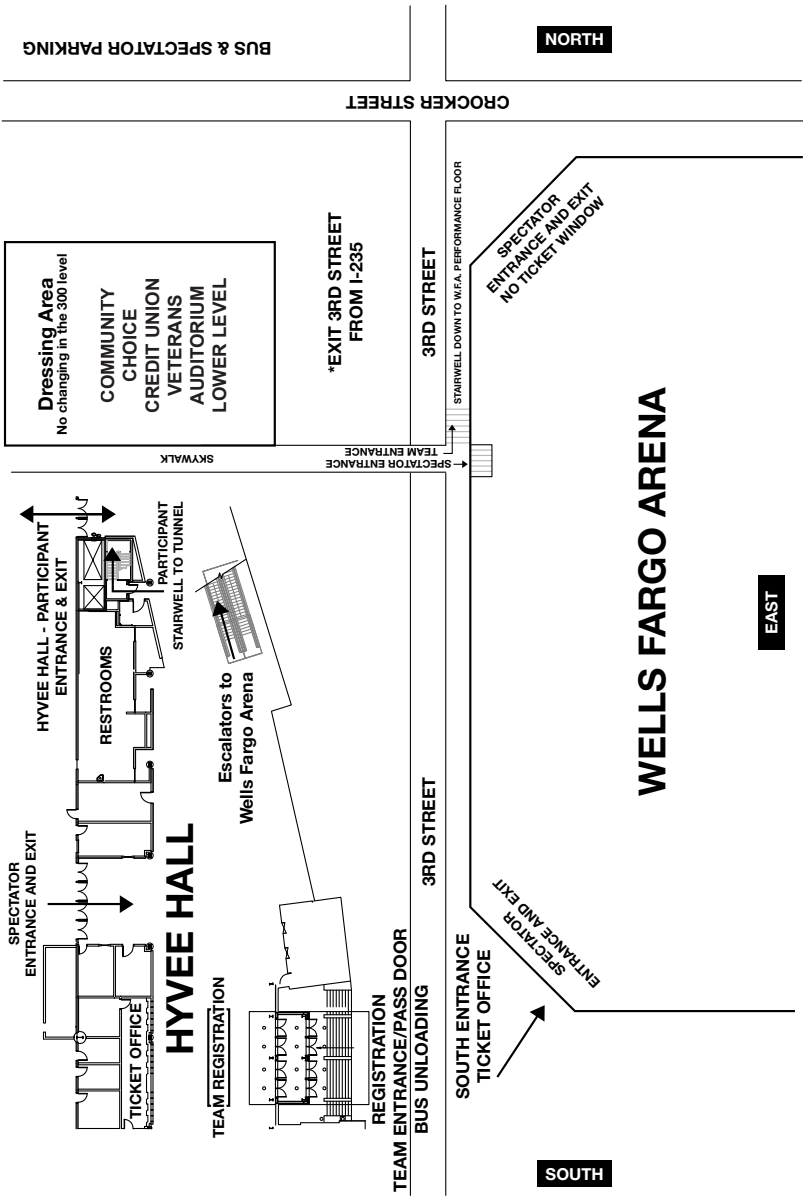 BUS & SPECTATOR PARKING
NORTH
CROCKER STREET
Dressing Area
No changing in the 300 level
COMMUNITY
CHOICE
CREDIT UNION
VETERANS
AUDITORIUM
LOWER LEVEL
*EXIT 3RD STREET
FROM I-235
3RD STREET
STAIRWELL DOWN TO W.F.A. PERFORMANCE FLOOR
SPECTATOR
ENTRANCE AND EXIT
NO TICKET WINDOW
SKYWALK
TEAM ENTRANCE
SPECTATOR ENTRANCE
HYVEE HALL - PARTICIPANT
ENTRANCE & EXIT
PARTICIPANT
STAIRWELL TO TUNNEL
RESTROOMS
Escalators to
Wells Fargo Arena
SPECTATOR
ENTRANCE AND EXIT
HYVEE HALL
TICKET OFFICE
TEAM REGISTRATION
REGISTRATION
TEAM ENTRANCE/PASS DOOR
BUS UNLOADING
3RD STREET
WELLS FARGO ARENA
EAST
SPECTATOR
ENTRANCE AND EXIT
SOUTH ENTRANCE
TICKET OFFICE
SOUTH